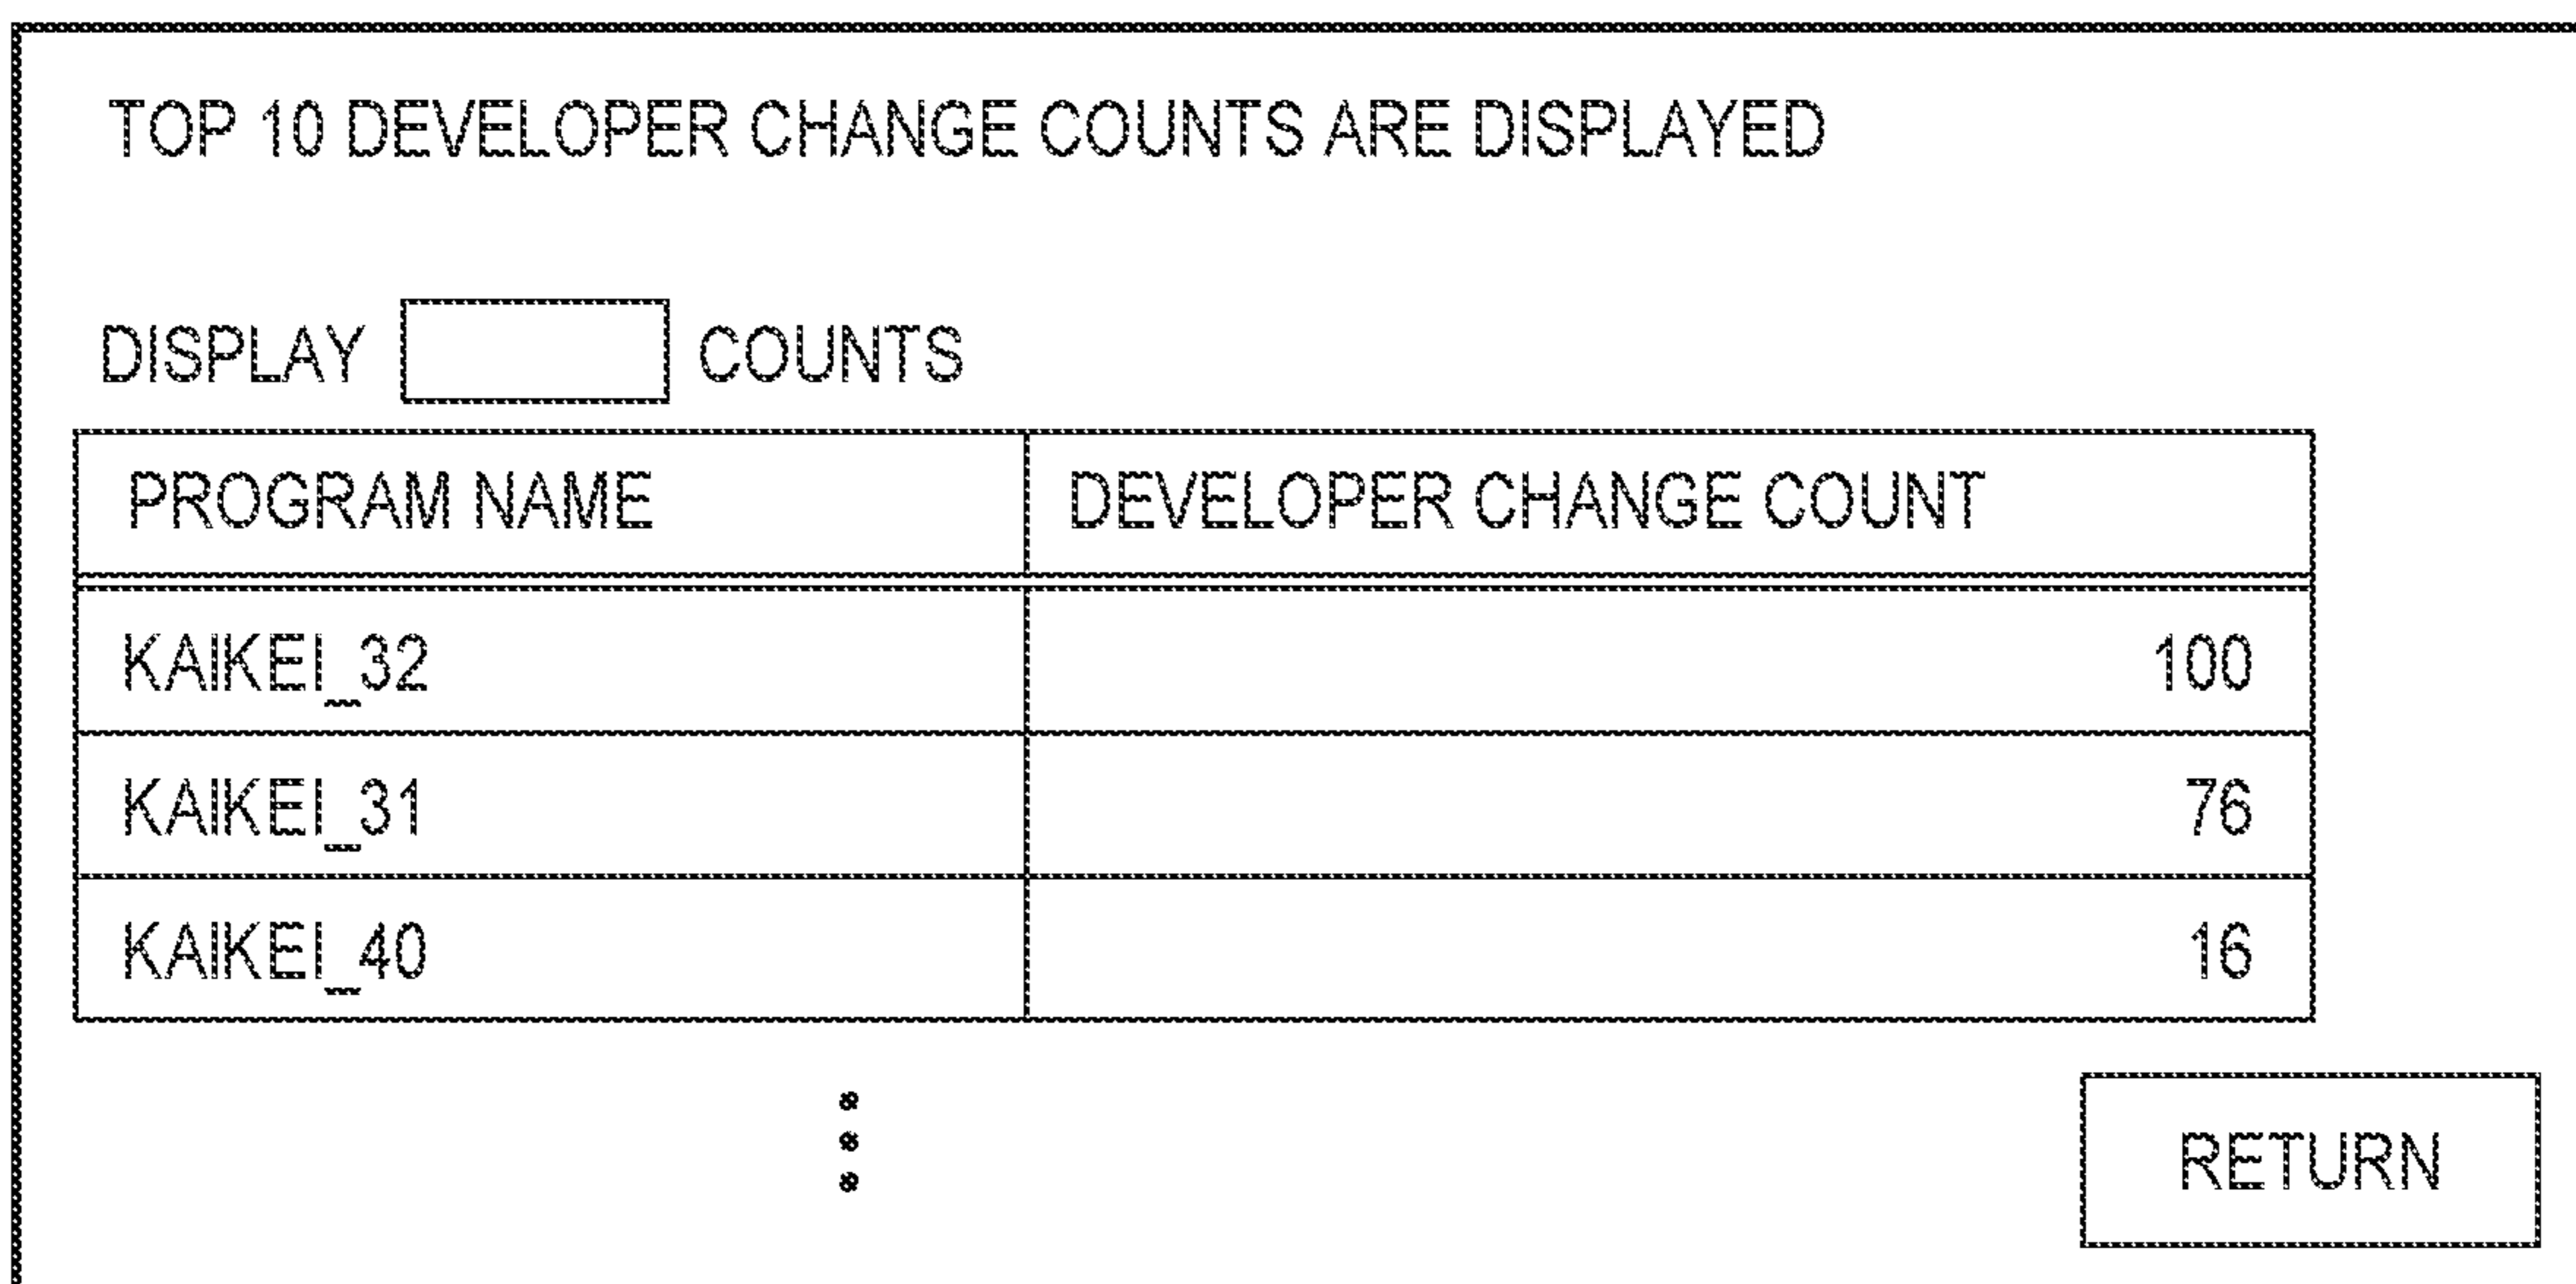 TOP 10 DEVELOPER CHANGE COUNTS ARE DISPLAYED
DISPLAY COUNTS
PROGRAM NAME DEVELOPER CHANGE COUNT
KAIKEI_32 100
KAIKEI_31 76
KAIKEI_40 16
RETURN